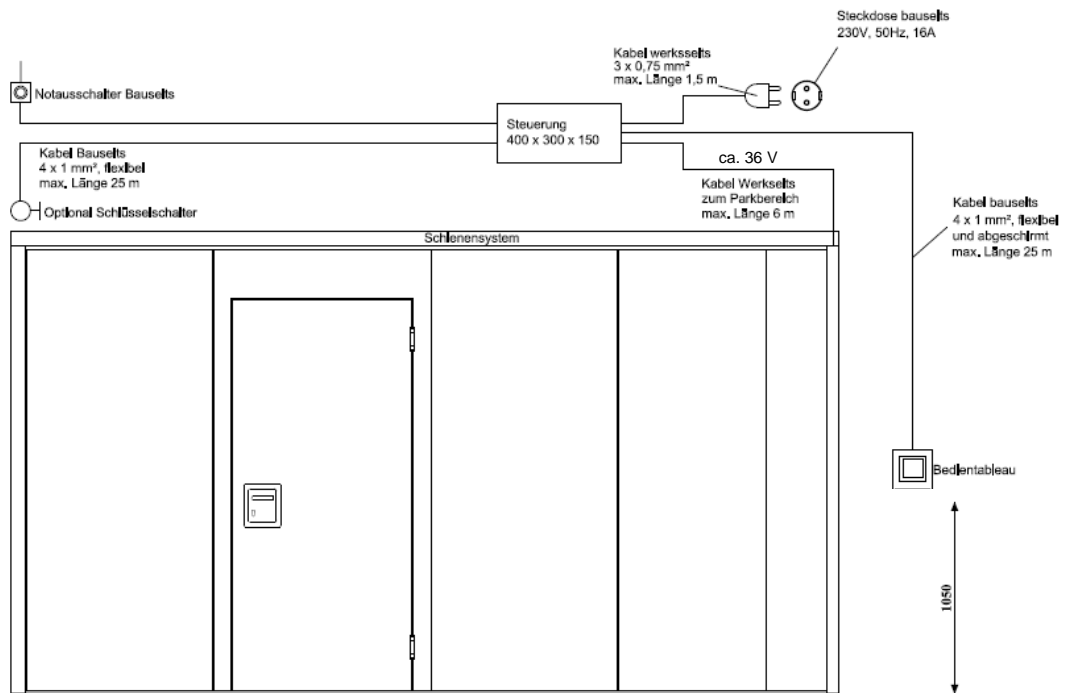 Steckdose bauseits
230V, 50Hz, 16A
Kabel werksseits
3 x 0,75 mm²
max. Länge 1,5 m
Notausschalter Bauseits
Steuerung
400 x 300 x 150
Kabel Bauseits
4 x 1 mm², flexibel
max. Länge 25 m
ca. 36 V
Kabel Werkseits
zum Parkbereich
max. Länge 6 m
Kabel bauseits
4 x 1 mm², flexibel
und abgeschirmt
max. Länge 25 m
Optional Schlüsselschalter
Schienensystem
Bedientableau
1050